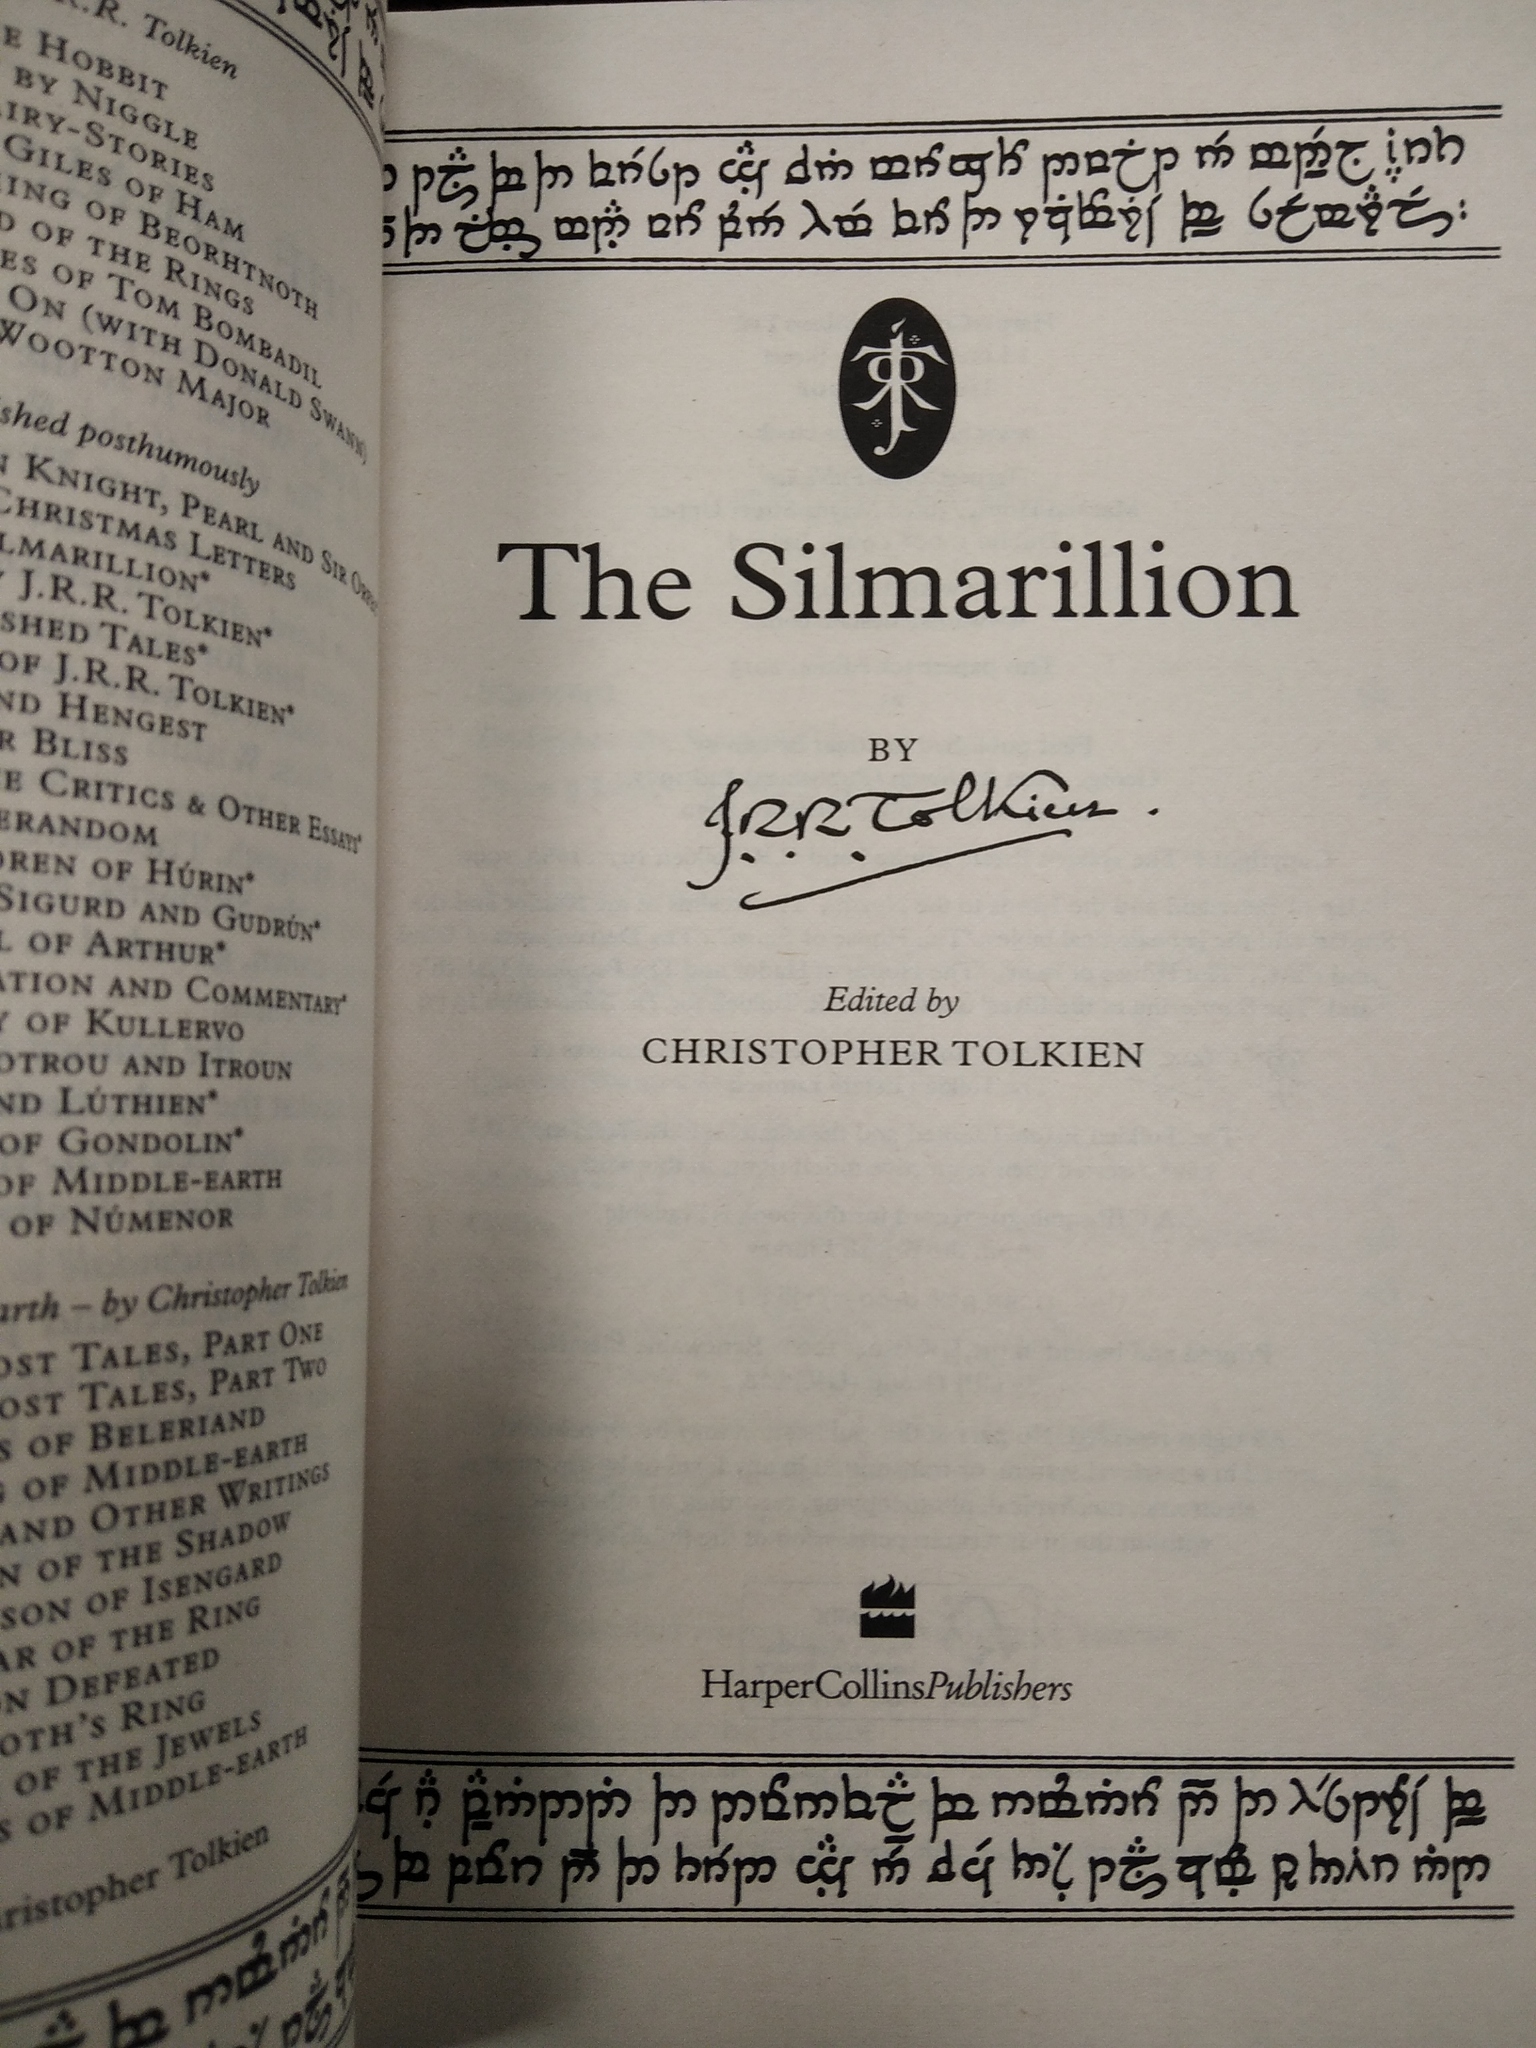 R.R. Tolkien
E HOBBIT
BY NIGGLE
AIRY-STORIES
GILES OF HAM
OF BEORHTNOTH
OF THE RINGS
OF TOM BOMBADIL
ON (WITH DONALD SWANN)
WOOTTON MAJOR
shed posthumously
KNIGHT, PEARL AND SIR ORFEO
CHRISTMAS LETTERS
LMARILLION*
J.R.R. TOLKIEN*
SHED TALES*
OF J.R.R. TOLKIEN*
ND HENGEST
R BLISS
E CRITICS & OTHER ESSAYS*
ERANDOM
DREN OF HÚRIN*
SIGURD AND GUDRÚN*
L OF ARTHUR*
ATION AND COMMENTARY*
Y OF KULLERVO
OTROU AND ITROUN
ND LÚTHIEN*
OF GONDOLIN*
OF MIDDLE-EARTH
OF NÚMENOR
arth – by Christopher Tolkien
OST TALES, PART ONE
OST TALES, PART TWO
S OF BELERIAND
G OF MIDDLE-EARTH
AND OTHER WRITINGS
N OF THE SHADOW
SON OF ISENGARD
AR OF THE RING
ON DEFEATED
OTH'S RING
OF THE JEWELS
S OF MIDDLE-EARTH
hristopher Tolkien
The Silmarillion
BY
J.R.R. Tolkien.
Edited by
CHRISTOPHER TOLKIEN
HarperCollinsPublishers